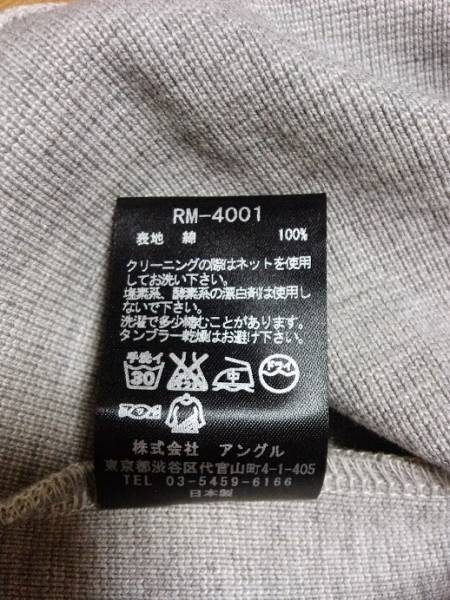 RM-4001
表地 綿 100%
クリーニングの際はネットを使用
してお洗い下さい。
塩素系、酵素系の漂白剤は使用し
ないで下さい。
洗濯で多少縮むことがあります。
タンブラー乾燥はお避け下さい。
手洗イ 30 中 ドライ
株式会社 アングル
東京都渋谷区代官山町4-1-405
TEL 03-5459-6166
日本製